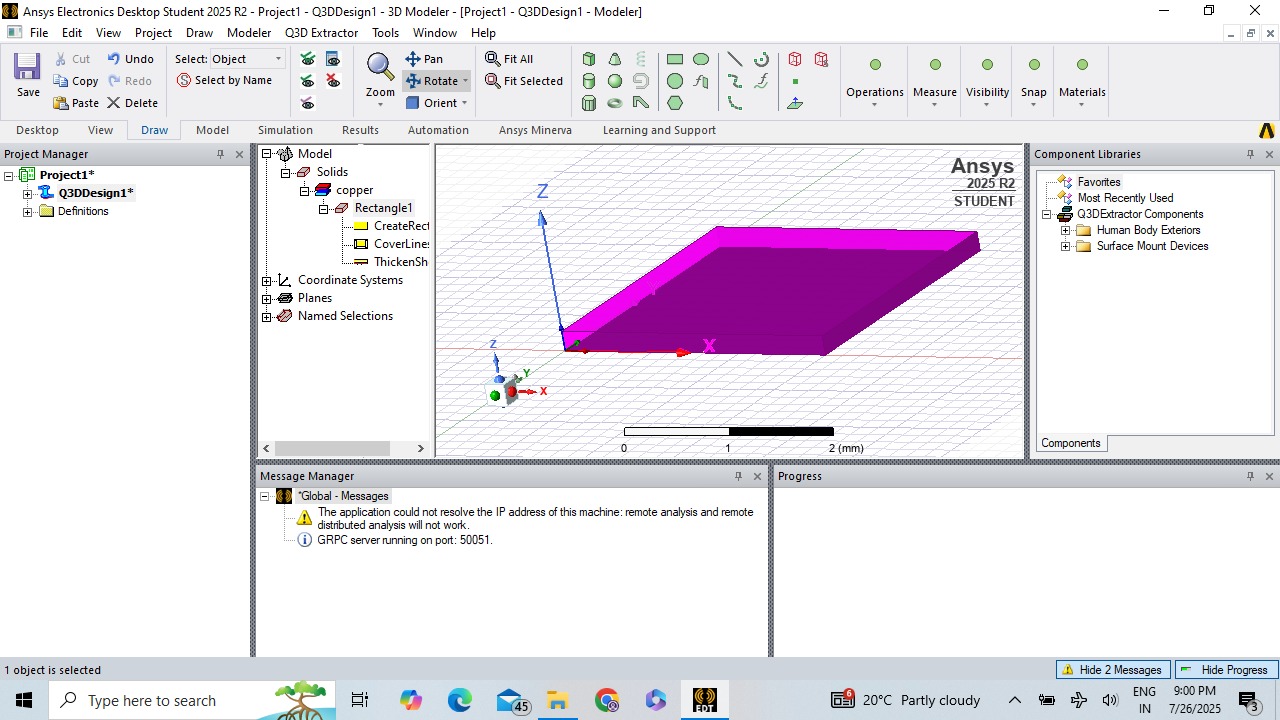 Ansys Electronics Desktop Student 2025 R2 - Project1 - Q3DDesign1 - 3D Modeler - [Project1 - Q3DDesign1 - Modeler]
File Edit View Project Draw Modeler Q3D Extractor Tools Window Help
Save
Cut Undo
Copy Redo
Paste Delete
Select: Object
Select by Name
Zoom
Pan
Rotate
Orient
Fit All
Fit Selected
Operations Measure Visibility Snap Materials
Desktop View Draw Model Simulation Results Automation Ansys Minerva Learning and Support
Project Manager
Project1*
Q3DDesign1*
Definitions
Model
Solids
copper
Rectangle1
CreateRect
CoverLines
ThickenSh
Coordinate Systems
Planes
Named Selections
Ansys
2025 R2
STUDENT
Z
X
Z
Y
X
0 1 2 (mm)
Component Libraries
Favorites
Most Recently Used
Q3DExtractor Components
Human Body Exteriors
Surface Mount Devices
Components
Message Manager
*Global - Messages
The application could not resolve the IP address of this machine: remote analysis and remote
distributed analysis will not work.
GRPC server running on port: 50051.
Progress
1 object is selected
Hide 2 Messages Hide Progress
Type here to search
45
EDT
6
20°C Partly cloudy
ENG
IN
9:00 PM
7/26/2025
3